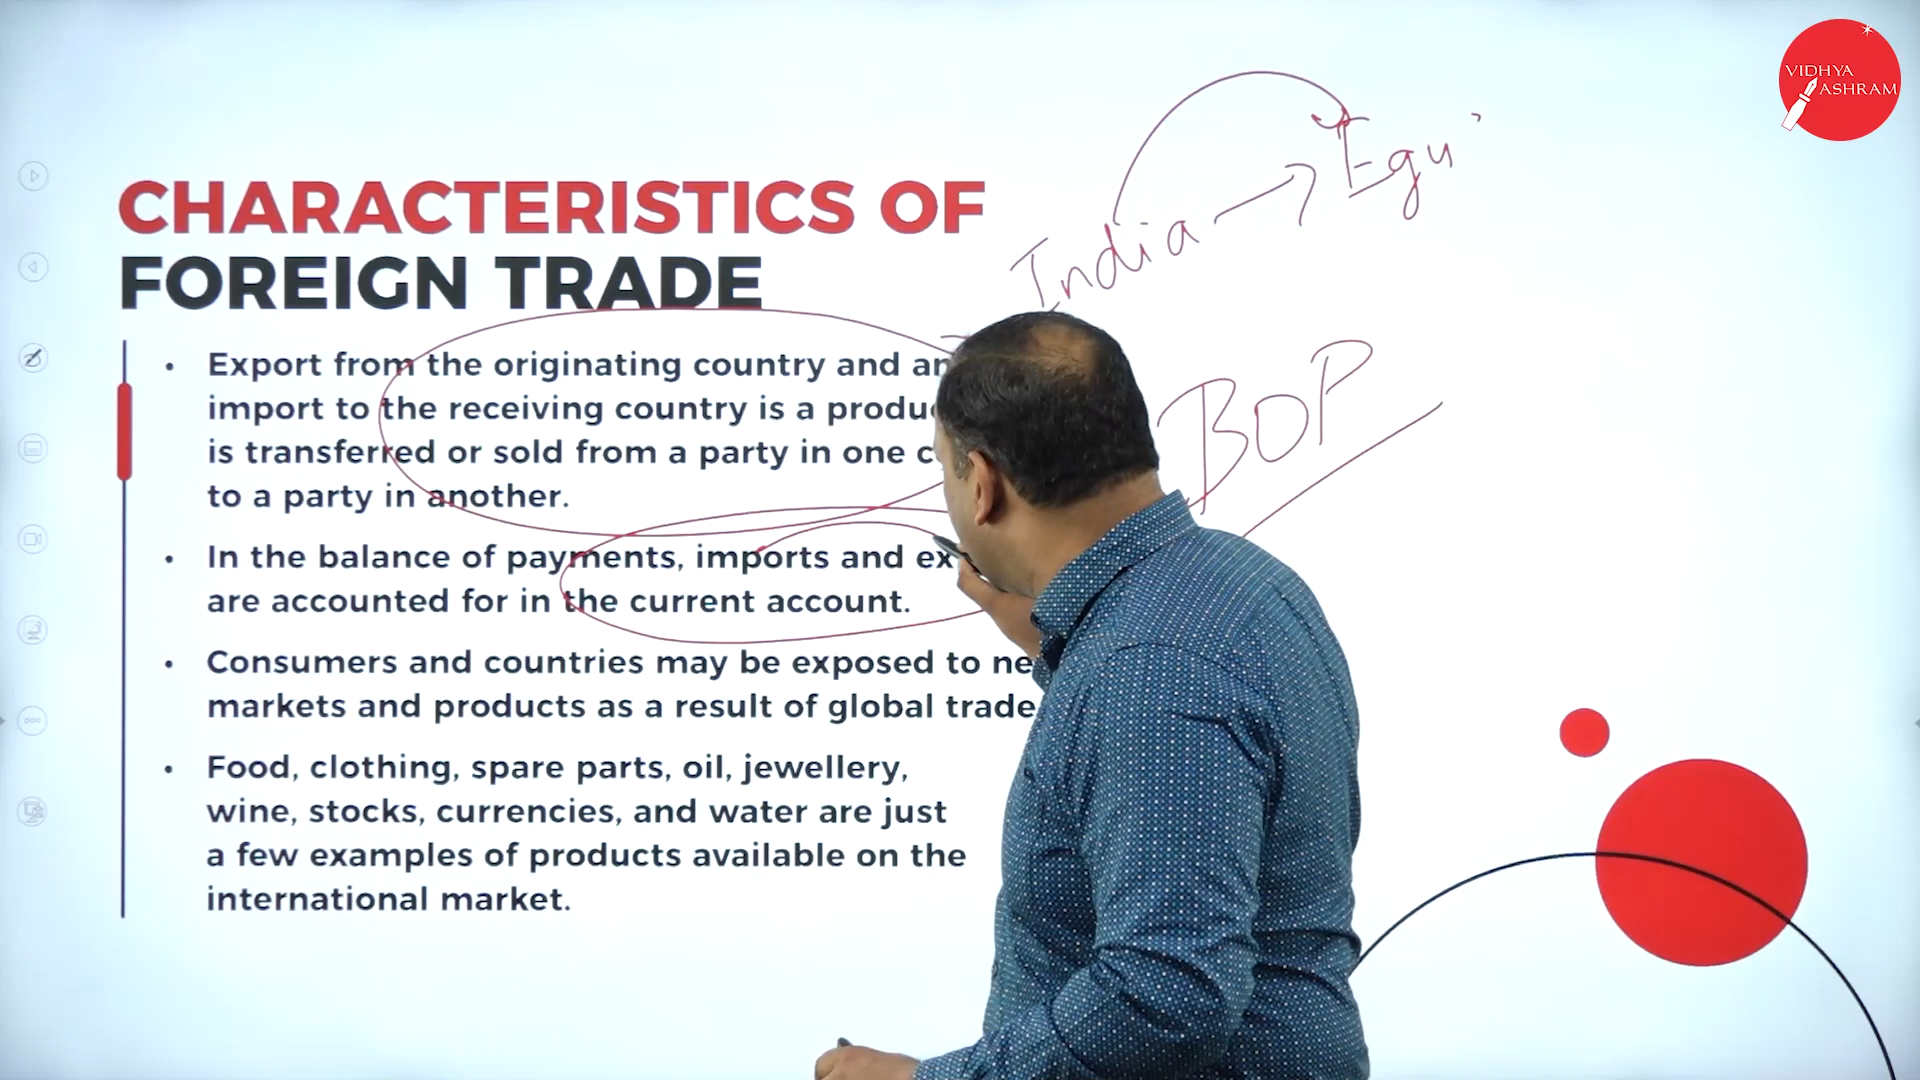 VIDHYA
ASHRAM
CHARACTERISTICS OF
FOREIGN TRADE
India → Egu
BOP
• Export from the originating country and an
import to the receiving country is a
is transferred or sold from a party in one
to a party in another.
• In the balance of payments, imports and
are accounted for in the current account.
• Consumers and countries may be exposed to
markets and products as a result of global trade
• Food, clothing, spare parts, oil, jewellery,
wine, stocks, currencies, and water are just
a few examples of products available on the
international market.